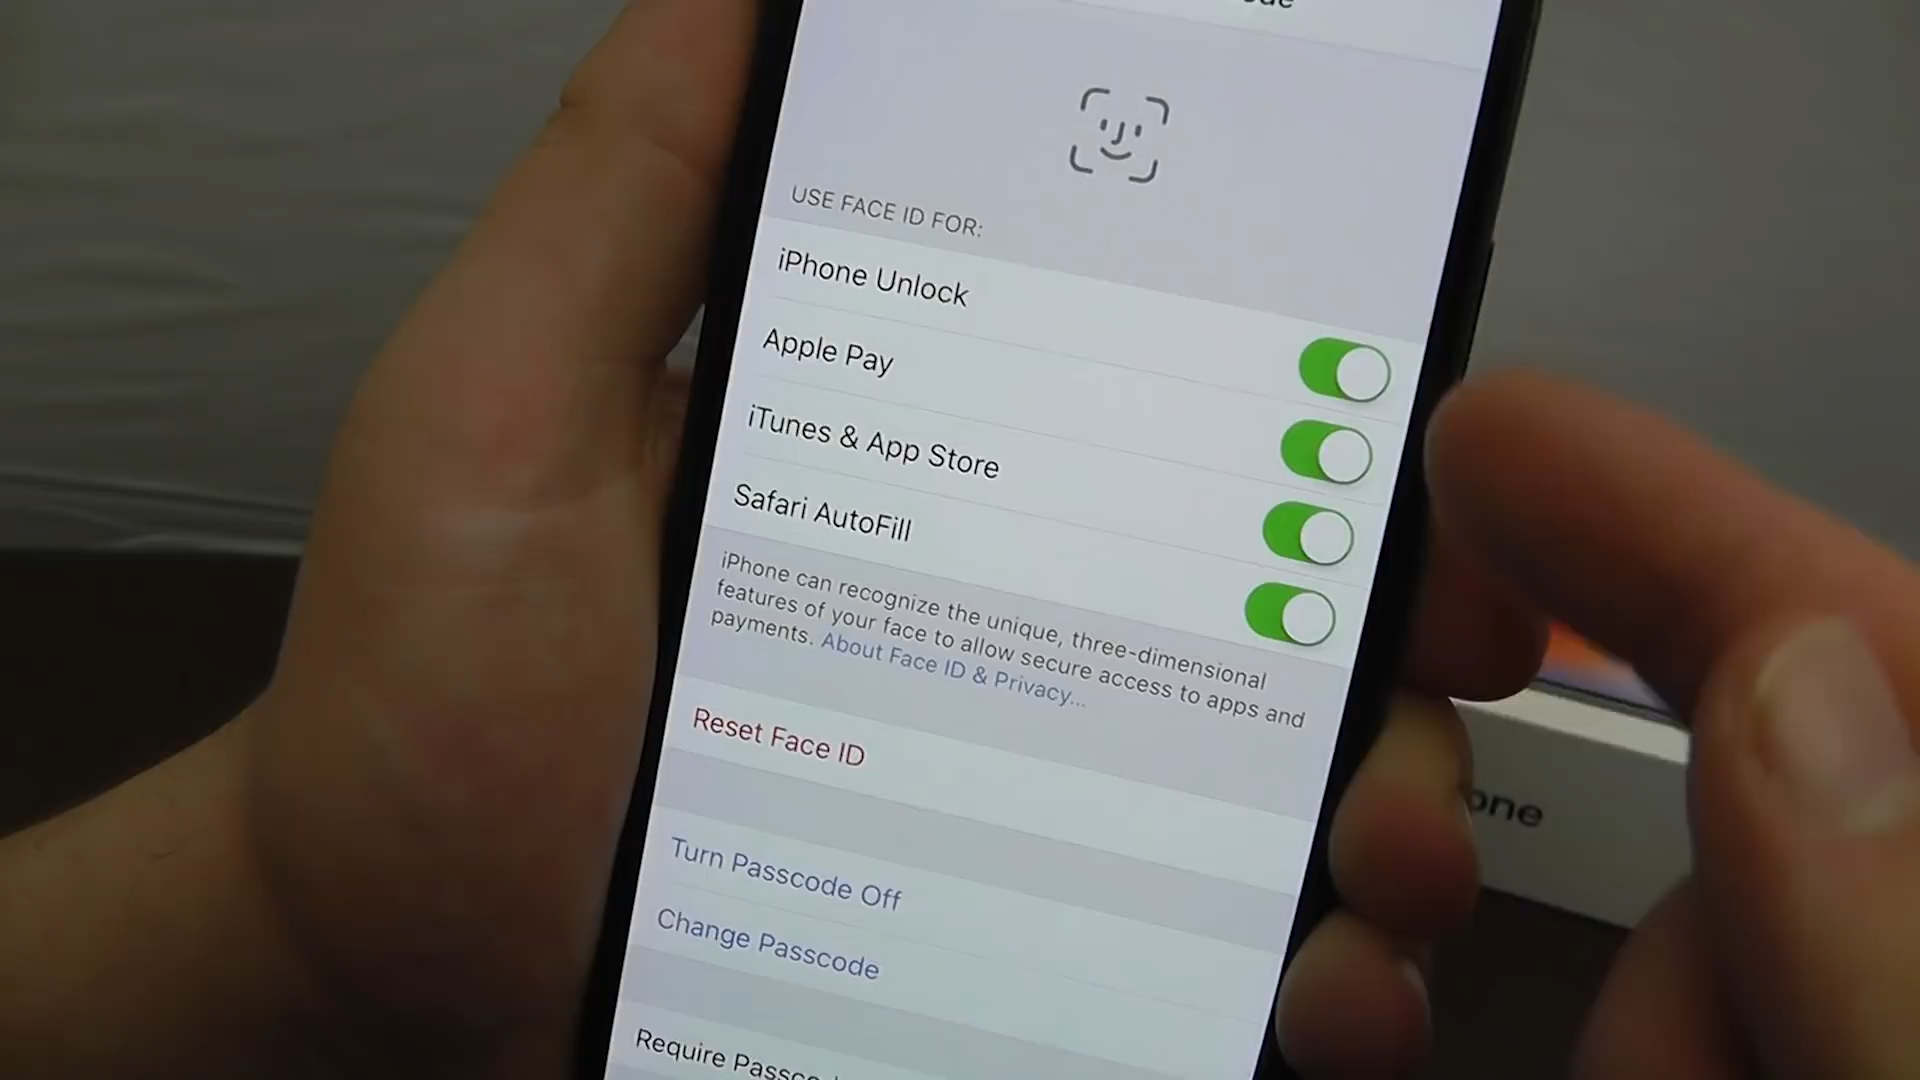 USE FACE ID FOR:
iPhone Unlock
Apple Pay
iTunes & App Store
Safari AutoFill
iPhone can recognize the unique, three-dimensional
features of your face to allow secure access to apps and
payments. About Face ID & Privacy...
Reset Face ID
Turn Passcode Off
Change Passcode
Require